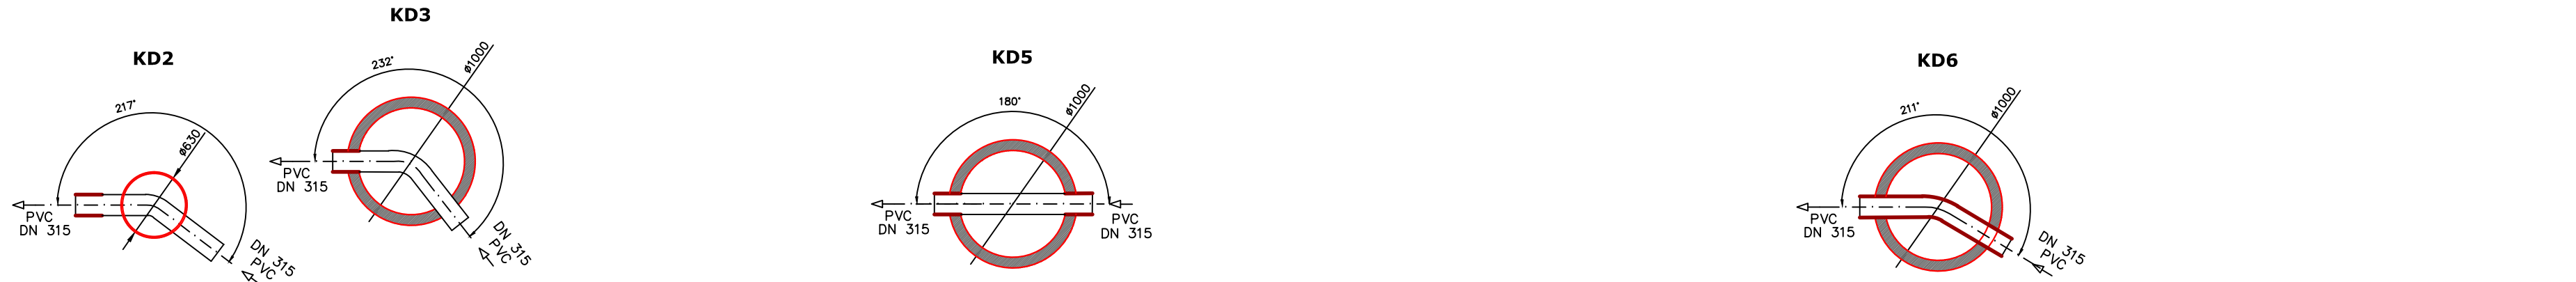 KD2
217°
ø630
PVC
DN 315
DN 315
PVC
KD3
232°
ø1000
PVC
DN 315
DN 315
PVC
KD5
180°
ø1000
PVC
DN 315
PVC
DN 315
KD6
211°
ø1000
PVC
DN 315
DN 315
PVC